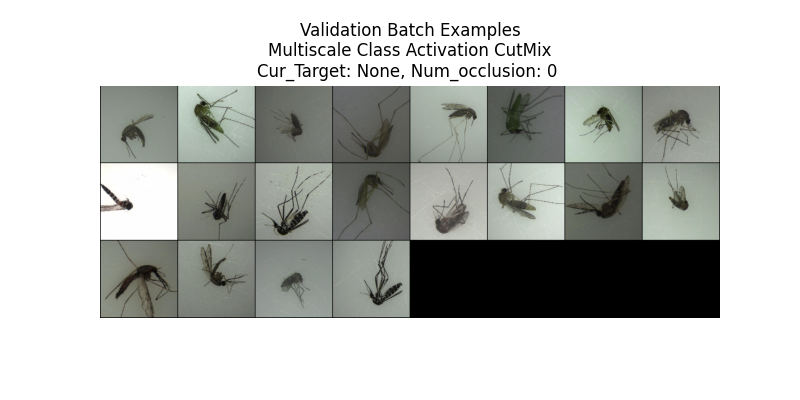 Validation Batch Examples
Multiscale Class Activation CutMix
Cur_Target: None, Num_occlusion: 0